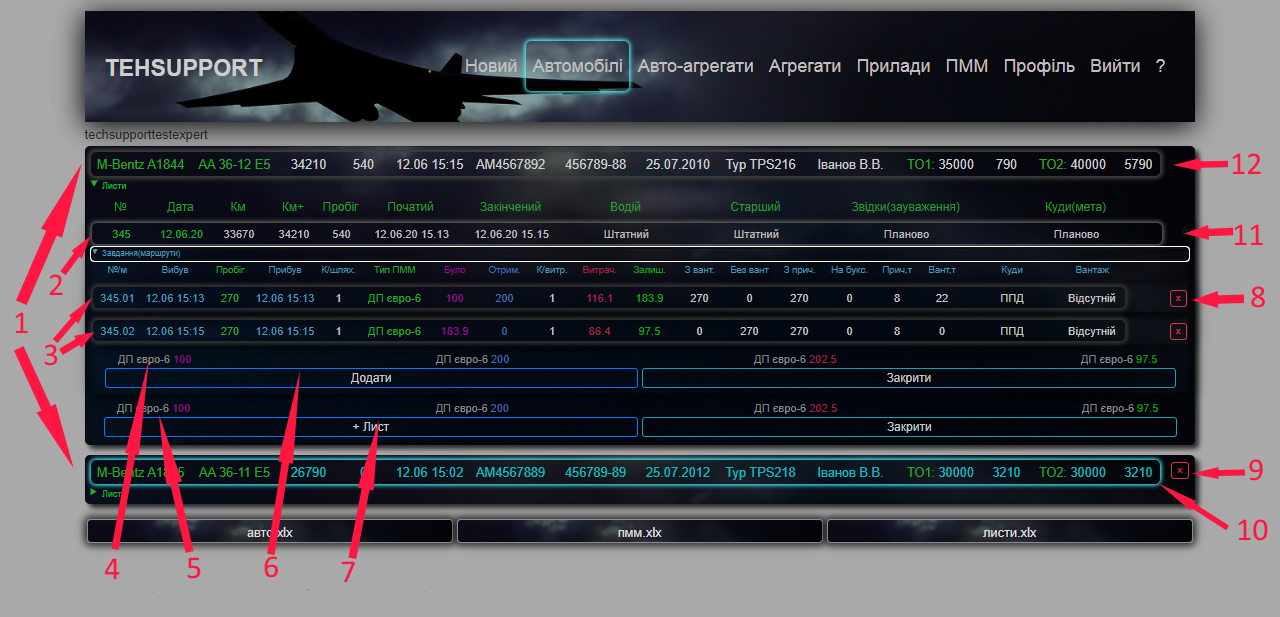 TEHSUPPORT Новий Автомобілі Авто-агрегати Агрегати Прилади ПММ Профіль Вийти ?
techsupporttestexpert
M-Bentz A1844 AA 36-12 E5 34210 540 12.06 15:15 AM4567892 456789-88 25.07.2010 Тур TPS216 Іванов В.В. ТО1: 35000 790 ТО2: 40000 5790 12
Листи
№ Дата Км Км+ Пробіг Початий Закінчений Водій Старший Звідки(зауваження) Куди(мета)
345 12.06.20 33670 34210 540 12.06.20 15.13 12.06.20 15.15 Штатний Штатний Планово Планово 11
2 Завдання(маршрути)
№/м Вибув Пробіг Прибув К/шлях. Тип ПММ Було Отрим. К/витр. Витрач. Залиш. З вант. Без вант З прич. На букс. Прич,т Вант,т Куди Вантаж
345.01 12.06 15:13 270 12.06 15:13 1 ДП євро-6 100 200 1 116.1 183.9 270 0 270 0 8 22 ППД Відсутній x 8
1
345.02 12.06 15:15 270 12.06 15:15 1 ДП євро-6 183.9 0 1 86.4 97.5 0 270 270 0 8 0 ППД Відсутній x
3 ДП євро-6 100 ДП євро-6 200 ДП євро-6 202.5 ДП євро-6 97.5
Додати Закрити
ДП євро-6 100 ДП євро-6 200 ДП євро-6 202.5 ДП євро-6 97.5
+ Лист Закрити
M-Bentz AA 36-11 E5 26790 12.06 15:02 AM4567889 456789-89 25.07.2012 Тур TPS218 Іванов В.В. ТО1: 30000 3210 ТО2: 30000 3210 x 9
Листи
авто.xlx пмм.xlx листи.xlx 10
4 5 6 7